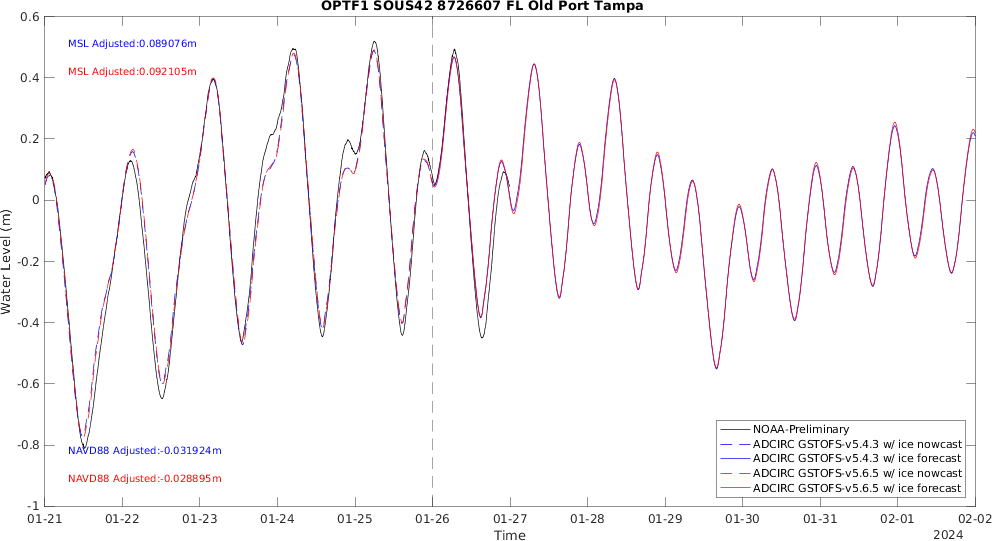 OPTF1 SOUS42 8726607 FL Old Port Tampa
0.6
0.4
0.2
0
-0.2
-0.4
-0.6
-0.8
-1
Water Level (m)
MSL Adjusted:0.089076m
MSL Adjusted:0.092105m
NAVD88 Adjusted:-0.031924m
NAVD88 Adjusted:-0.028895m
NOAA-Preliminary
ADCIRC GSTOFS-v5.4.3 w/ ice nowcast
ADCIRC GSTOFS-v5.4.3 w/ ice forecast
ADCIRC GSTOFS-v5.6.5 w/ ice nowcast
ADCIRC GSTOFS-v5.6.5 w/ ice forecast
01-21 01-22 01-23 01-24 01-25 01-26 01-27 01-28 01-29 01-30 01-31 02-01 02-02
Time
2024